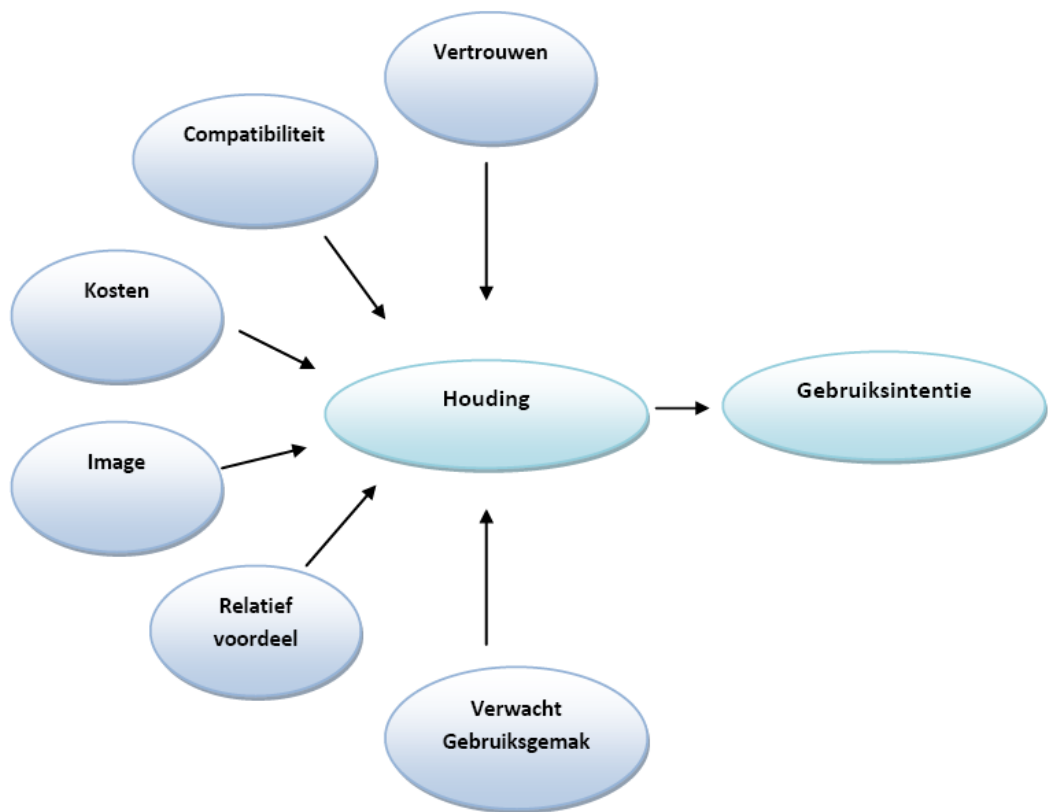 Vertrouwen
Compatibiliteit
Kosten
Houding
Gebruiksintentie
Image
Relatief
voordeel
Verwacht
Gebruiksgemak